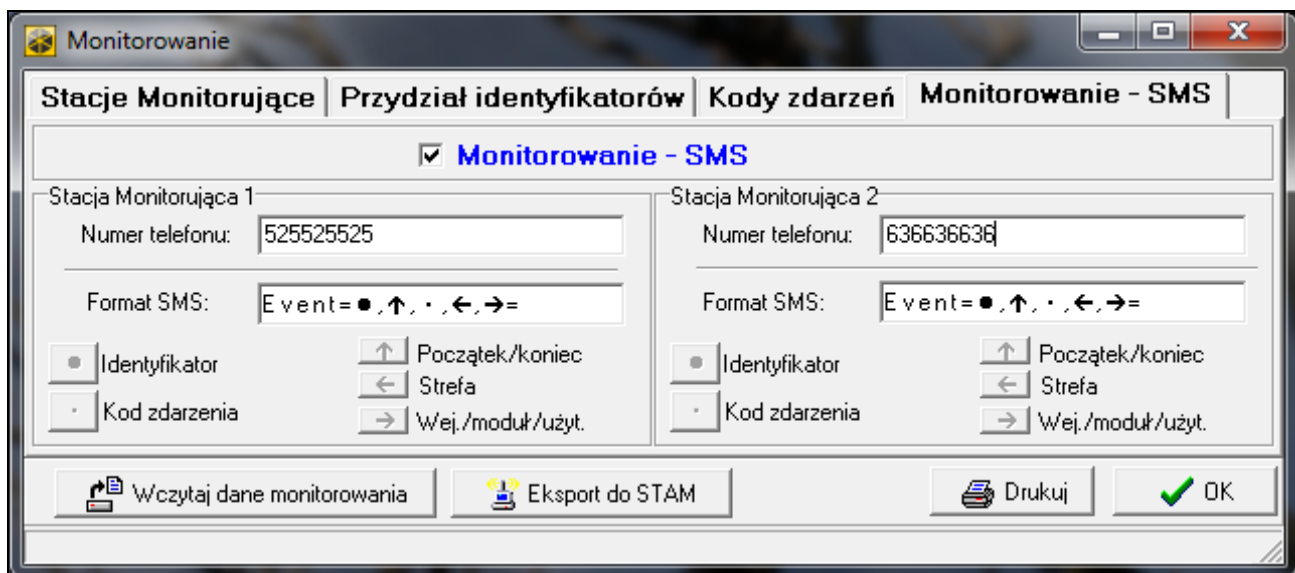 Monitorowanie
Stacje Monitorujące Przydział identyfikatorów Kody zdarzeń Monitorowanie - SMS
Monitorowanie - SMS
Stacja Monitorująca 1
Numer telefonu: 525525525
Format SMS: Event=●,↑,·,←,→=
Identyfikator
Kod zdarzenia
Początek/koniec
Strefa
Wej./moduł/użyt.
Stacja Monitorująca 2
Numer telefonu: 636636636
Format SMS: Event=●,↑,·,←,→=
Identyfikator
Kod zdarzenia
Początek/koniec
Strefa
Wej./moduł/użyt.
Wczytaj dane monitorowania Eksport do STAM Drukuj OK